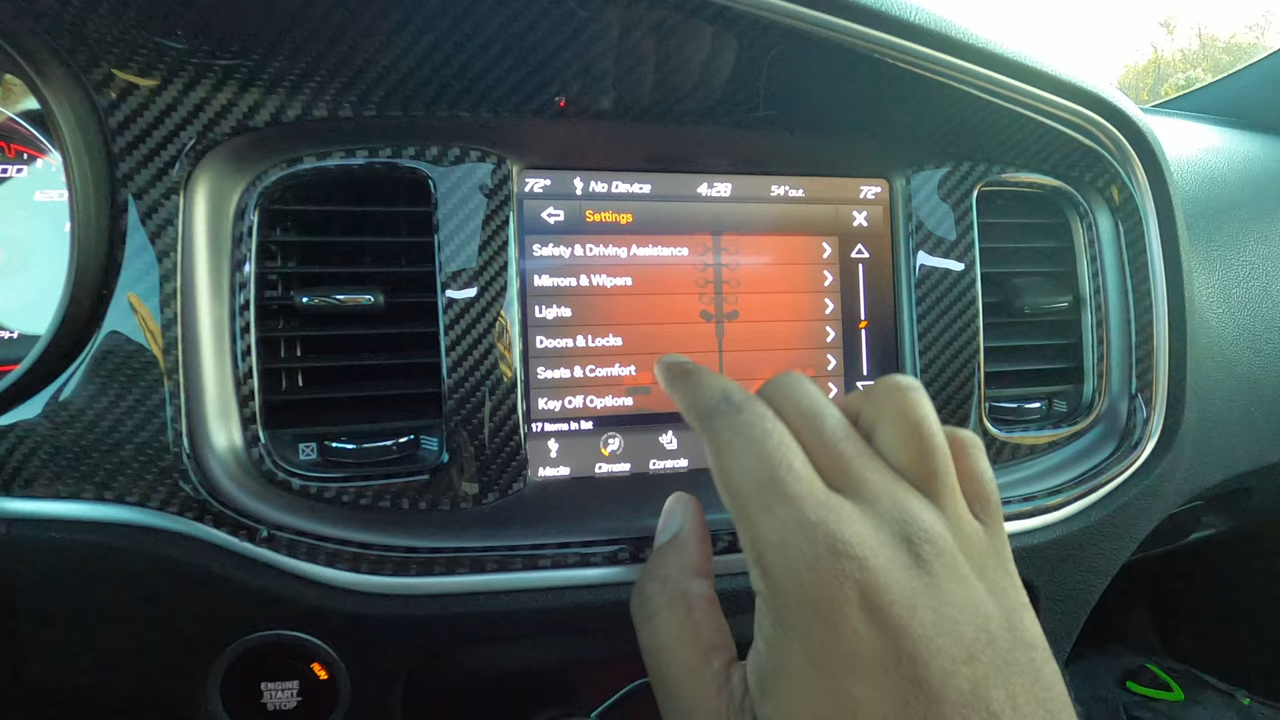 72° No Device 4:28 54°out. 72°
Settings
Safety & Driving Assistance
Mirrors & Wipers
Lights
Doors & Locks
Seats & Comfort
Key Off Options
17 items in list
Media Climate Controls
RUN
ENGINE
START
STOP